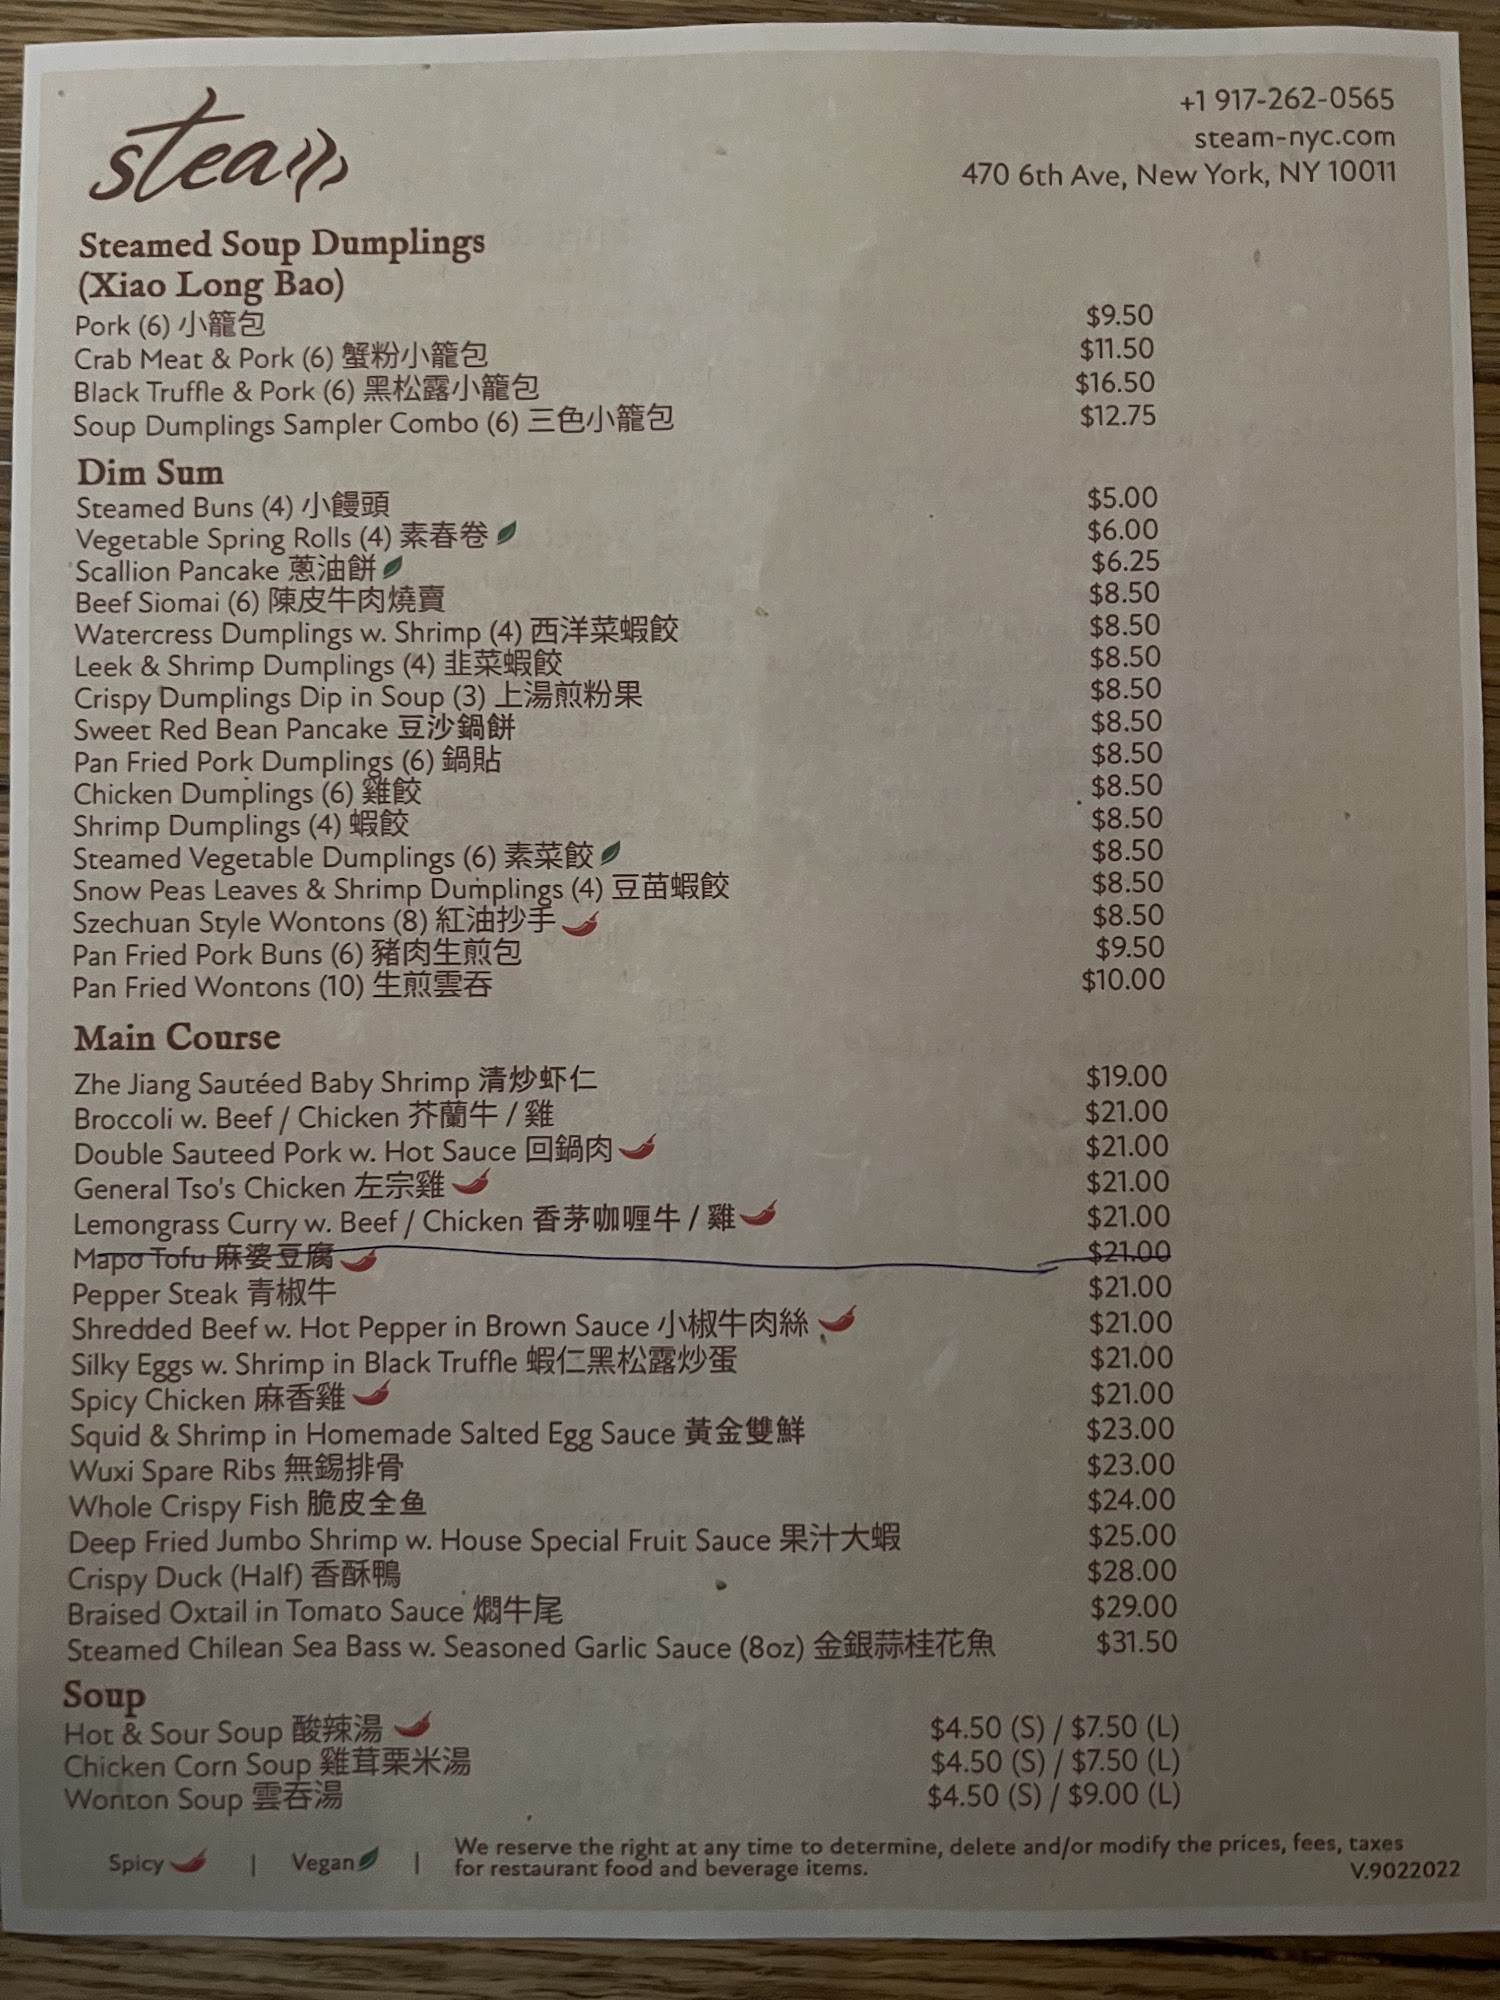 steam
+1 917-262-0565
steam-nyc.com
470 6th Ave, New York, NY 10011
Steamed Soup Dumplings
(Xiao Long Bao)
Pork (6) 小籠包 $9.50
Crab Meat & Pork (6) 蟹粉小籠包 $11.50
Black Truffle & Pork (6) 黑松露小籠包 $16.50
Soup Dumplings Sampler Combo (6) 三色小籠包 $12.75
Dim Sum
Steamed Buns (4) 小饅頭 $5.00
Vegetable Spring Rolls (4) 素春卷 $6.00
Scallion Pancake 蔥油餅 $6.25
Beef Siomai (6) 陳皮牛肉燒賣 $8.50
Watercress Dumplings w. Shrimp (4) 西洋菜蝦餃 $8.50
Leek & Shrimp Dumplings (4) 韭菜蝦餃 $8.50
Crispy Dumplings Dip in Soup (3) 上湯煎粉果 $8.50
Sweet Red Bean Pancake 豆沙鍋餅 $8.50
Pan Fried Pork Dumplings (6) 鍋貼 $8.50
Chicken Dumplings (6) 雞餃 $8.50
Shrimp Dumplings (4) 蝦餃 $8.50
Steamed Vegetable Dumplings (6) 素菜餃 $8.50
Snow Peas Leaves & Shrimp Dumplings (4) 豆苗蝦餃 $8.50
Szechuan Style Wontons (8) 紅油抄手 $8.50
Pan Fried Pork Buns (6) 豬肉生煎包 $9.50
Pan Fried Wontons (10) 生煎雲吞 $10.00
Main Course
Zhe Jiang Sautéed Baby Shrimp 清炒虾仁 $19.00
Broccoli w. Beef / Chicken 芥蘭牛 / 雞 $21.00
Double Sauteed Pork w. Hot Sauce 回鍋肉 $21.00
General Tso's Chicken 左宗雞 $21.00
Lemongrass Curry w. Beef / Chicken 香茅咖喱牛 / 雞 $21.00
Mapo Tofu 麻婆豆腐 $21.00
Pepper Steak 青椒牛 $21.00
Shredded Beef w. Hot Pepper in Brown Sauce 小椒牛肉絲 $21.00
Silky Eggs w. Shrimp in Black Truffle 蝦仁黑松露炒蛋 $21.00
Spicy Chicken 麻香雞 $21.00
Squid & Shrimp in Homemade Salted Egg Sauce 黃金雙鮮 $23.00
Wuxi Spare Ribs 無錫排骨 $23.00
Whole Crispy Fish 脆皮全鱼 $24.00
Deep Fried Jumbo Shrimp w. House Special Fruit Sauce 果汁大蝦 $25.00
Crispy Duck (Half) 香酥鴨 $28.00
Braised Oxtail in Tomato Sauce 燜牛尾 $29.00
Steamed Chilean Sea Bass w. Seasoned Garlic Sauce (8oz) 金銀蒜桂花魚 $31.50
Soup
Hot & Sour Soup 酸辣湯 $4.50 (S) / $7.50 (L)
Chicken Corn Soup 雞茸栗米湯 $4.50 (S) / $7.50 (L)
Wonton Soup 雲吞湯 $4.50 (S) / $9.00 (L)
Spicy | Vegan |
We reserve the right at any time to determine, delete and/or modify the prices, fees, taxes
for restaurant food and beverage items.
V.9022022